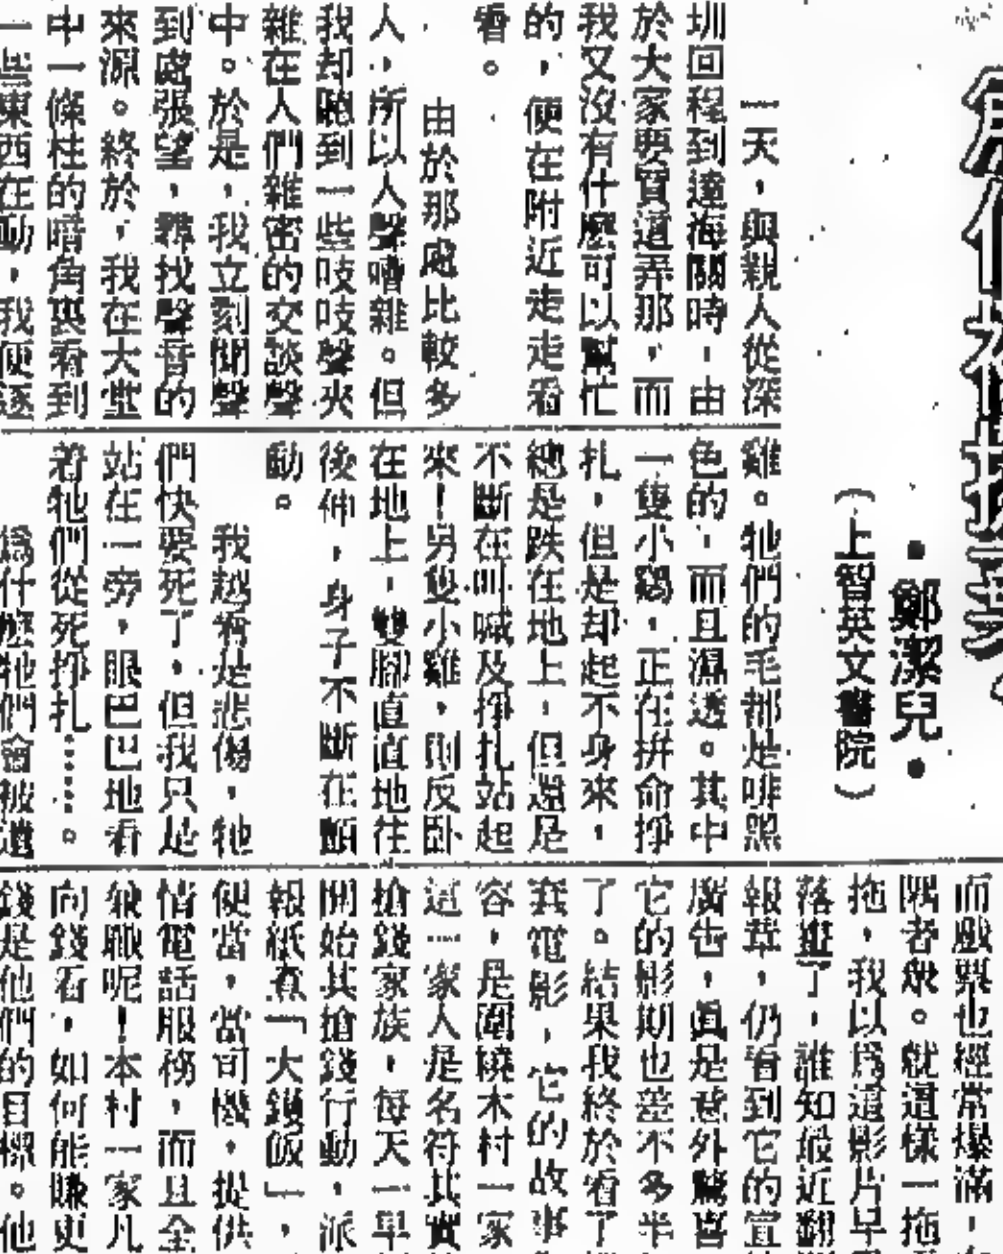 •鄭潔兒•
（上智英文書院）
一天，與親人從深
圳回程到達海關時，由
於大家要買這弄那，而
我又沒有什麼可以幫忙
的，便在附近走走看
看。
由於那處比較多
人，所以人聲嘈雜。但
我却聽到一些吱吱聲夾
雜在人們雜密的交談聲
中。於是，我立刻聞聲
到處張望，尋找聲音的
來源。終於，我在大堂
中一條柱的暗角裏看到
一些東西在動，我便逐
雞。牠們的毛都是啡黑
色的，而且濕透。其中
一隻小鷄，正在拼命掙
扎，但是却起不身來，
總是跌在地上，但還是
不斷在叫喊及掙扎站起
來！另隻小雞，則反卧
在地上，雙腳直直地往
後伸，身子不斷在顫
動。
我越看是悲傷，牠
們快要死了，但我只是
站在一旁，眼巴巴地看
着牠們從死掙扎……。
爲什麼牠們會被遺
而戲票也經常爆滿，
隅者衆。就這樣一拖
拖，我以爲這影片早
落畫了，誰知最近翻
報章，仍看到它的宣
廣告，眞是意外驚喜
它的影期也差不多半
了。結果我終於看了
套電影，它的故事
容，是圍繞木村一家
這一家人是名符其實
搶錢家族，每天一早
開始其搶錢行動，派
報紙煮「大鑊飯」，
便當，當司機，提供
情電話服務，而且全
兼職呢！本村一家凡
向錢看，如何能賺更
錢是他們的目標。他